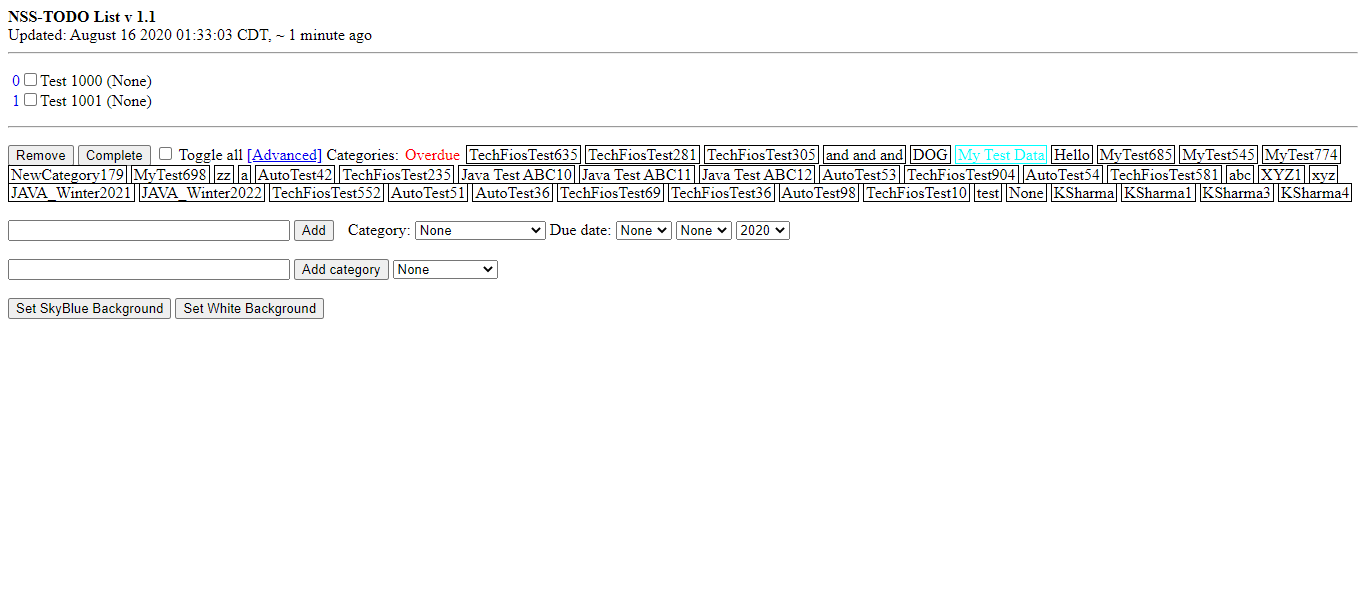 NSS-TODO List v 1.1
Updated: August 16 2020 01:33:03 CDT, ~ 1 minute ago
0 Test 1000 (None)
1 Test 1001 (None)
Remove Complete Toggle all [Advanced] Categories: Overdue TechFiosTest635 TechFiosTest281 TechFiosTest305 and and and DOG My Test Data Hello MyTest685 MyTest545 MyTest774
NewCategory179 MyTest698 zz a AutoTest42 TechFiosTest235 Java Test ABC10 Java Test ABC11 Java Test ABC12 AutoTest53 TechFiosTest904 AutoTest54 TechFiosTest581 abc XYZ1 xyz
JAVA_Winter2021 JAVA_Winter2022 TechFiosTest552 AutoTest51 AutoTest36 TechFiosTest69 TechFiosTest36 AutoTest98 TechFiosTest10 test None KSharma KSharma1 KSharma3 KSharma4
Add Category: None Due date: None None 2020
Add category None
Set SkyBlue Background Set White Background